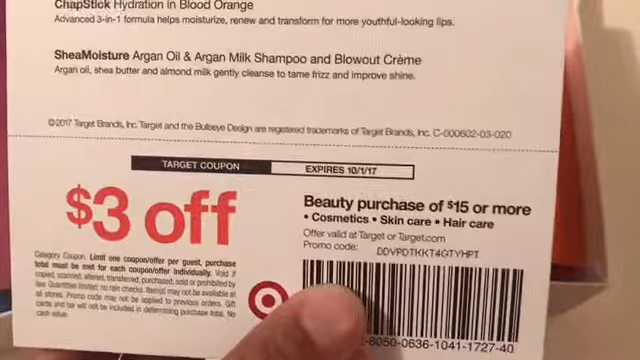 ChapStick Hydration in Blood Orange
Advanced 3-in-1 formula helps moisturize, renew and transform for more youthful-looking lips.
SheaMoisture Argan Oil & Argan Milk Shampoo and Blowout Crème
Argan oil, shea butter and almond milk gently cleanse to tame frizz and improve shine.
©2017 Target Brands, Inc. Target and the Bullseye Design are registered trademarks of Target Brands, Inc. C-000602-03-020
TARGET COUPON EXPIRES 10/1/17
$3 off
Category Coupon. Limit one coupon/offer per guest, purchase
total must be met for each coupon/offer individually. Void if
copied, scanned, altered, transferred, purchased, sold or prohibited by
law. Quantities limited; no rain checks. Item(s) may not be available at
all stores. Promo code may not be applied to previous orders. Gift
cards and tax will not be included in determining purchase total. No
cash value.
Beauty purchase of $15 or more
• Cosmetics • Skin care • Hair care
Offer valid at Target or Target.com
Promo code: DDVPDTKKT4GTYHPT
-8050-0636-1041-1727-40